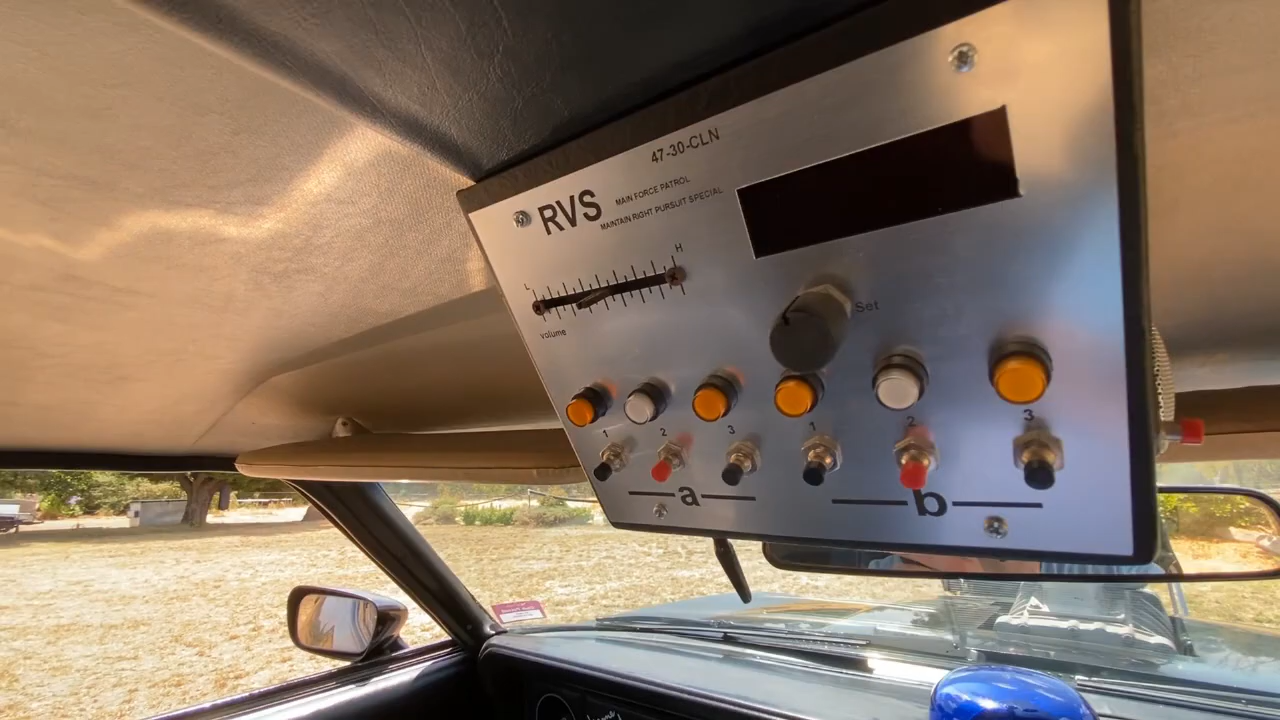 47-30-CLN
RVS
MAIN FORCE PATROL
MAINTAIN RIGHT PURSUIT SPECIAL
L
H
volume
Set
1 2 3 1 2 3
a b